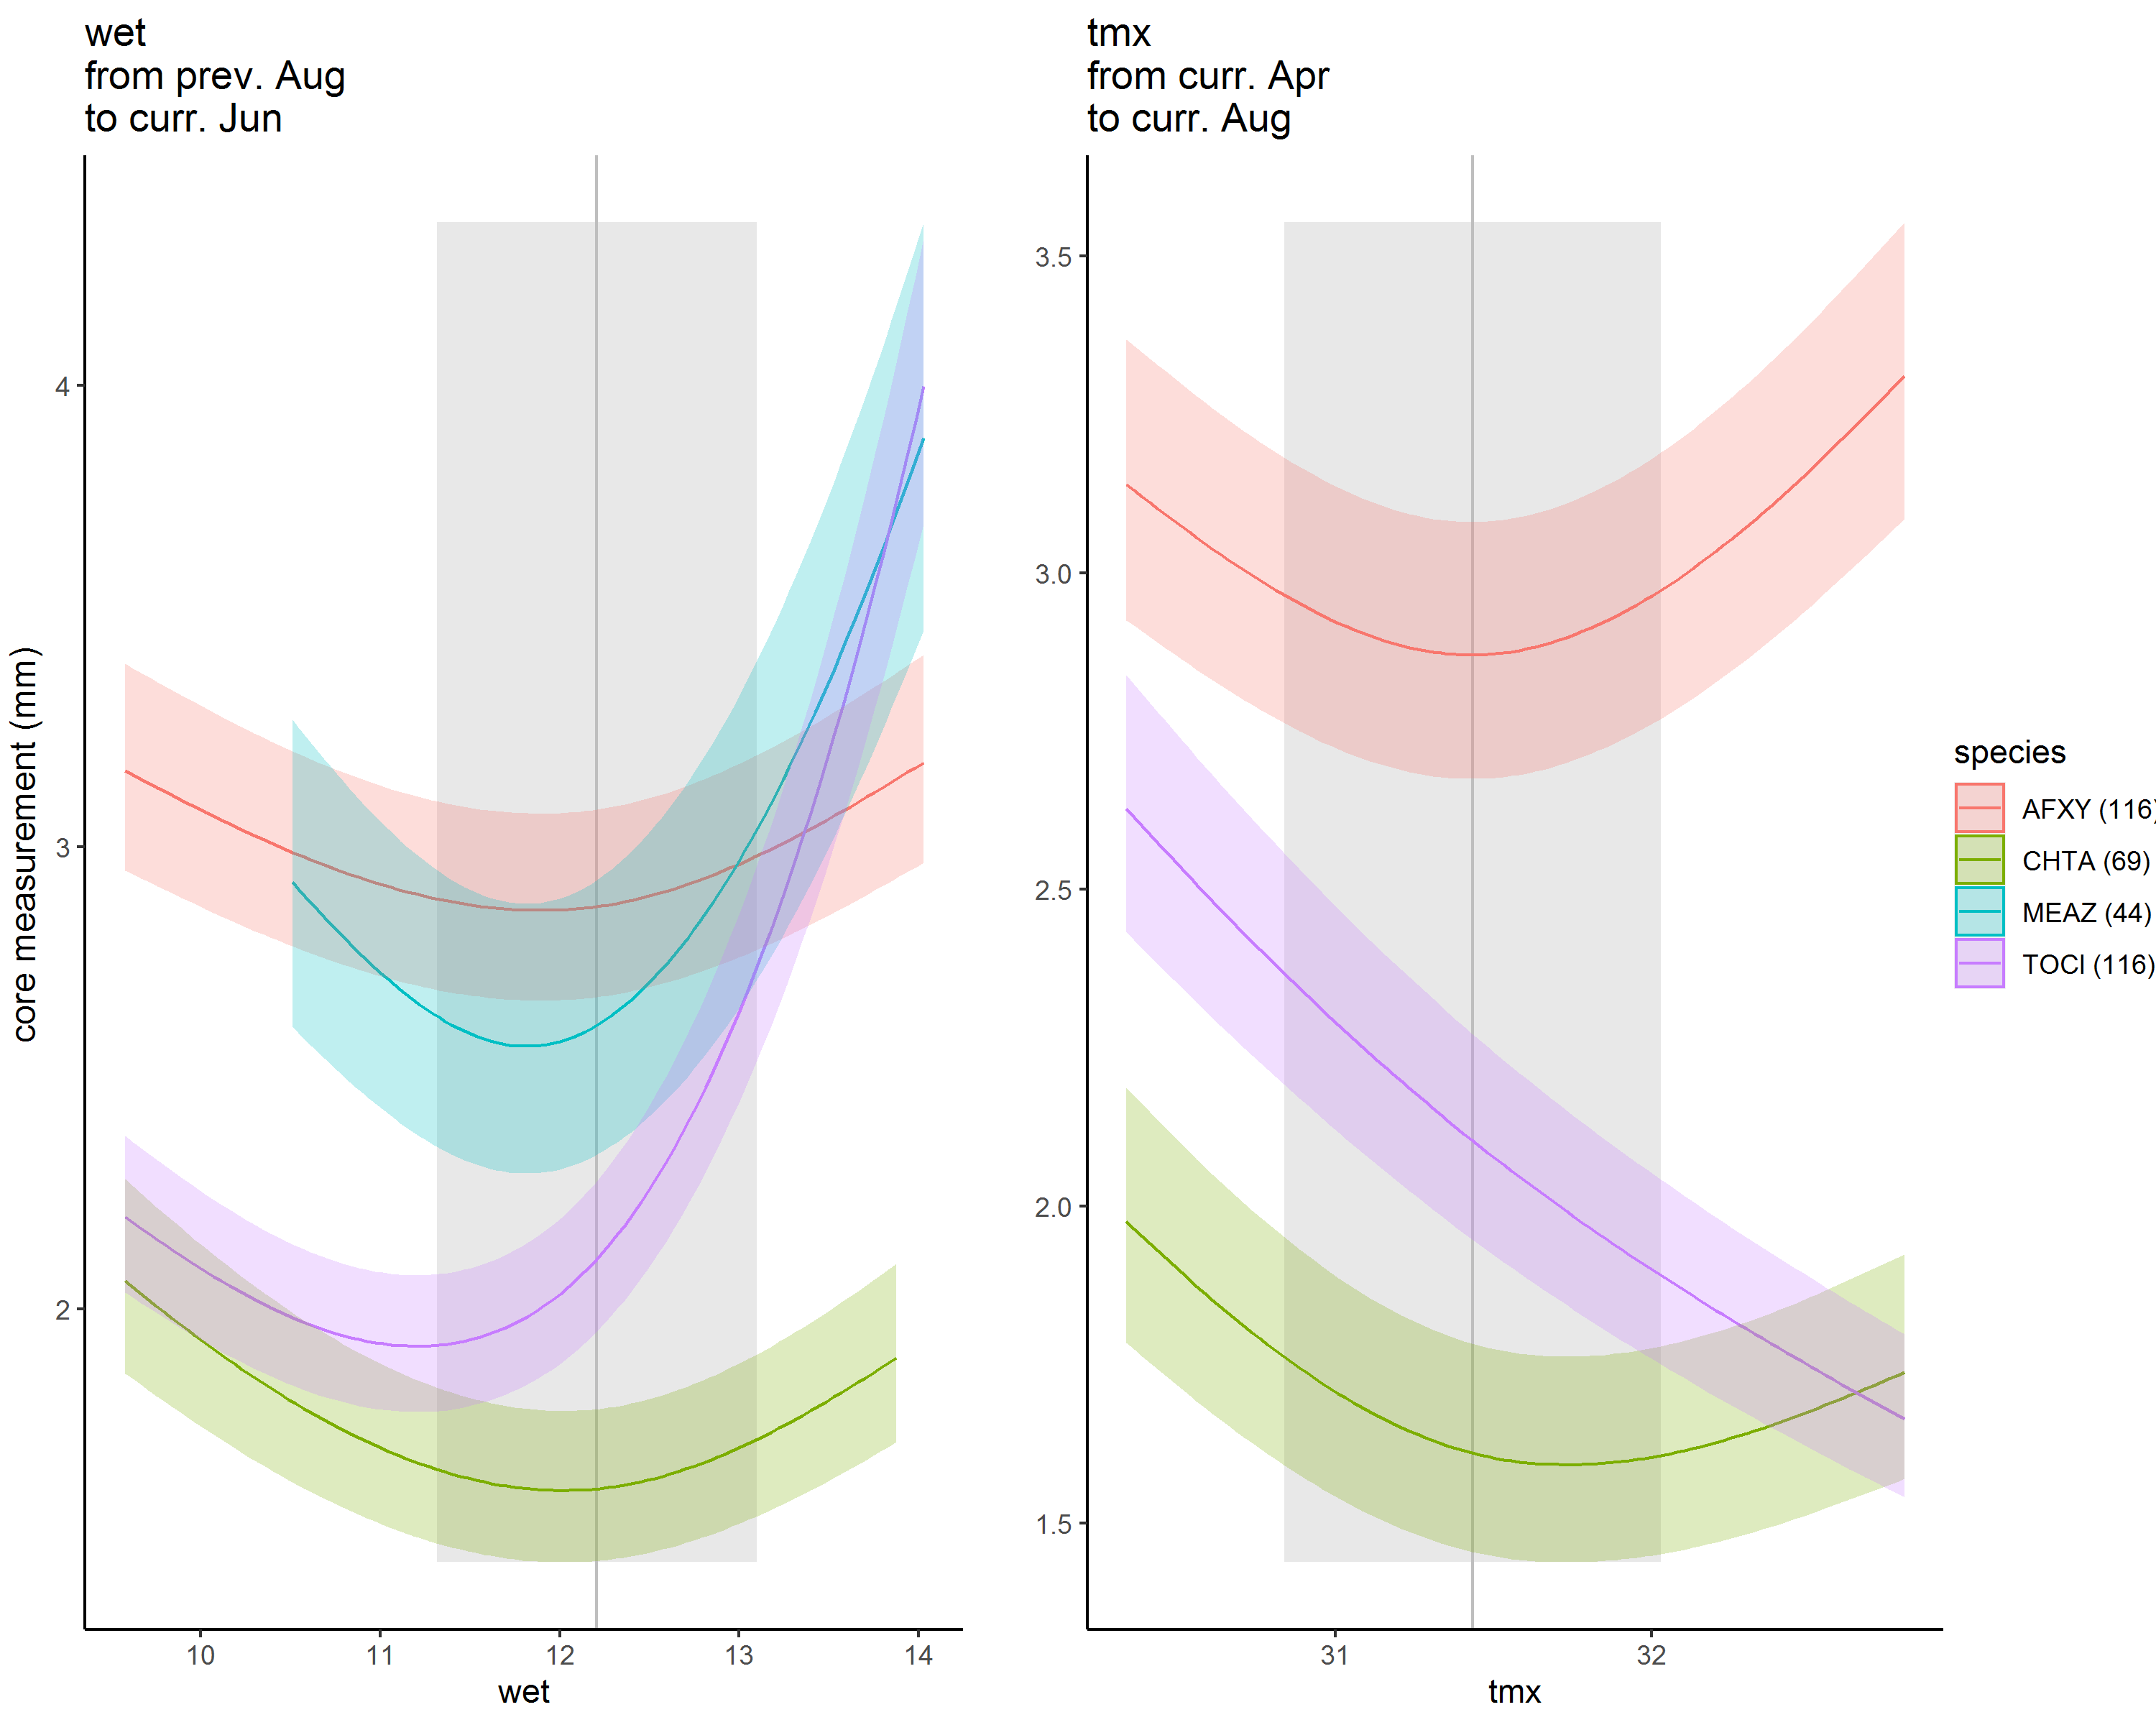 wet
from prev. Aug
to curr. Jun
tmx
from curr. Apr
to curr. Aug
core measurement (mm)
4
3
2
10 11 12 13 14
wet
3.5
3.0
2.5
2.0
1.5
31 32
tmx
species
AFXY (116)
CHTA (69)
MEAZ (44)
TOCI (116)